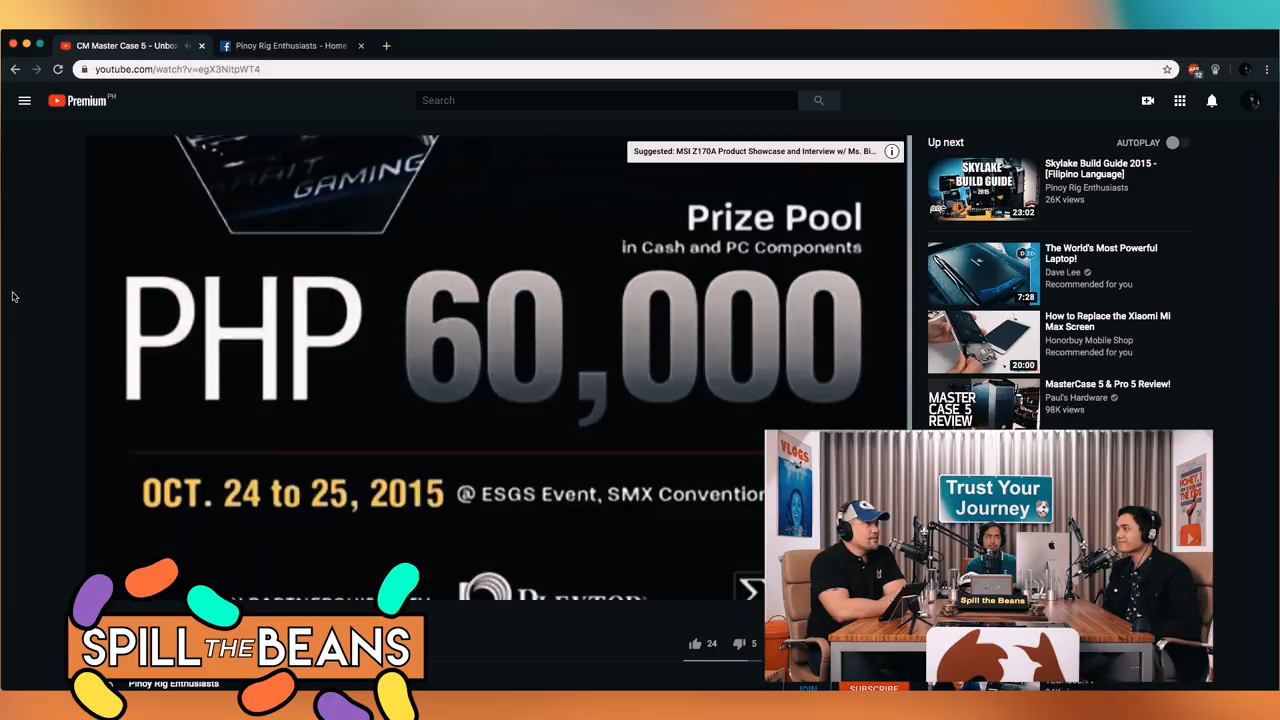 CM Master Case 5 - Unbo
Pinoy Rig Enthusiasts - Home
youtube.com/watch?v=egX3NltpWT4
12
Premium PH
Search
GAMING
Suggested: MSI Z170A Product Showcase and Interview w/ Ms. Bi...
Prize Pool
in Cash and PC Components
PHP 60,000
OCT. 24 to 25, 2015 @ ESGS Event, SMX Convention
24
5
Pinoy Rig Enthusiasts
JOIN
SUBSCRIBE
Up next
AUTOPLAY
SKYLAKE
BUILD GUIDE
2015
23:02
Skylake Build Guide 2015 -
[Filipino Language]
Pinoy Rig Enthusiasts
26K views
7:28
The World's Most Powerful
Laptop!
Dave Lee
Recommended for you
20:00
How to Replace the Xiaomi Mi
Max Screen
Honorbuy Mobile Shop
Recommended for you
MASTER
CASE 5
REVIEW
MasterCase 5 & Pro 5 Review!
Paul's Hardware
98K views
VLOGS
Trust Your
Journey
Spill the Beans
SPILL THE BEANS